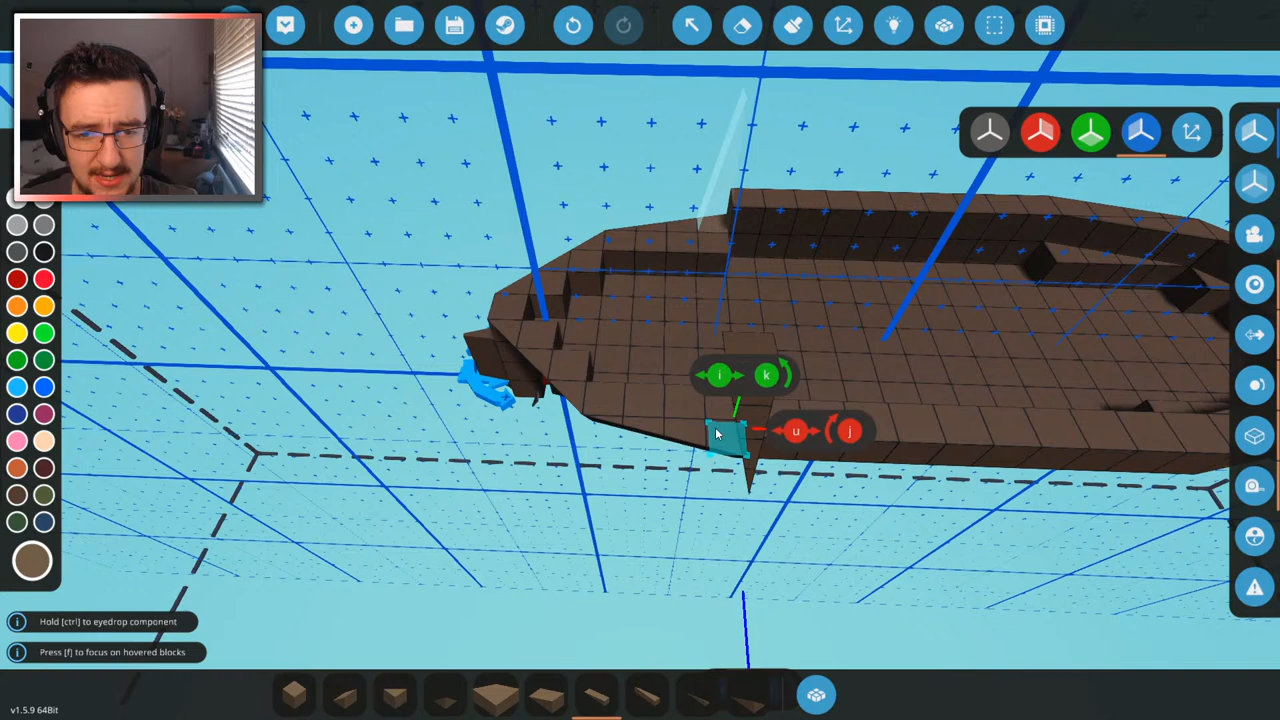 i k
u j
Hold [ctrl] to eyedrop component
Press [f] to focus on hovered blocks
v1.5.9 64Bit